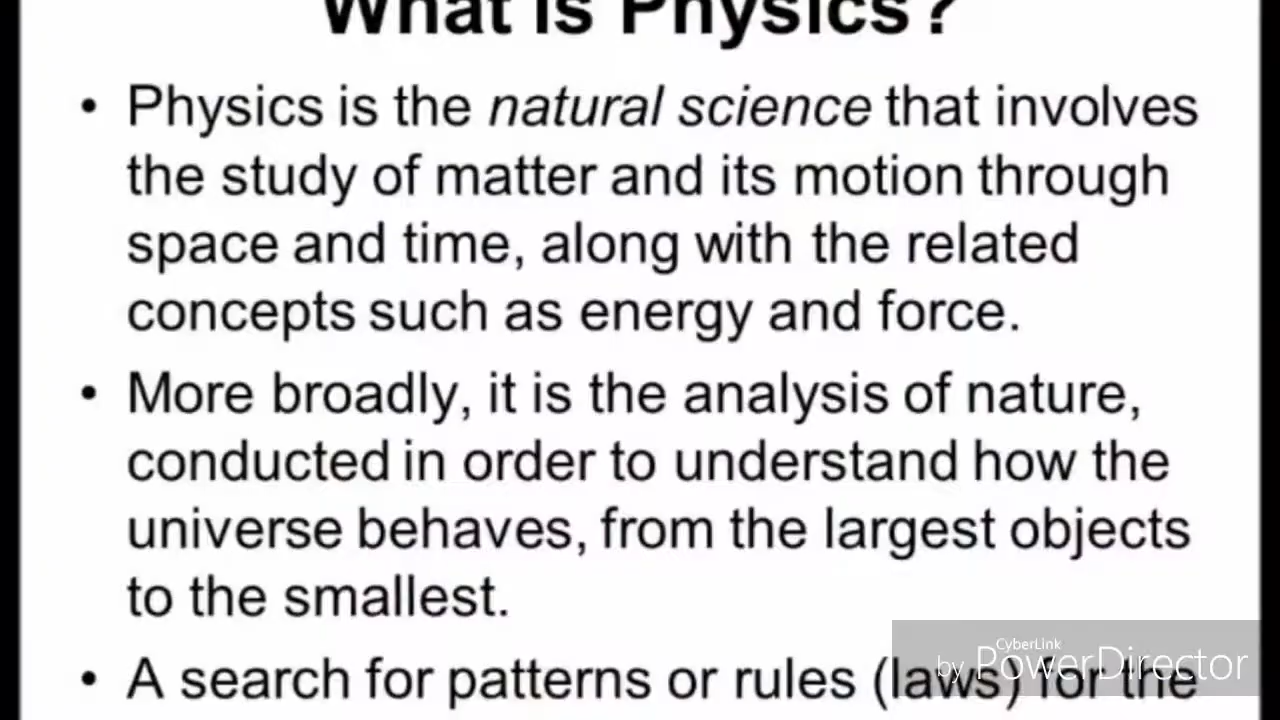 What is Physics?
• Physics is the natural science that involves
the study of matter and its motion through
space and time, along with the related
concepts such as energy and force.
• More broadly, it is the analysis of nature,
conducted in order to understand how the
universe behaves, from the largest objects
to the smallest.
• A search for patterns or rules (laws) for the
CyberLink
by PowerDirector